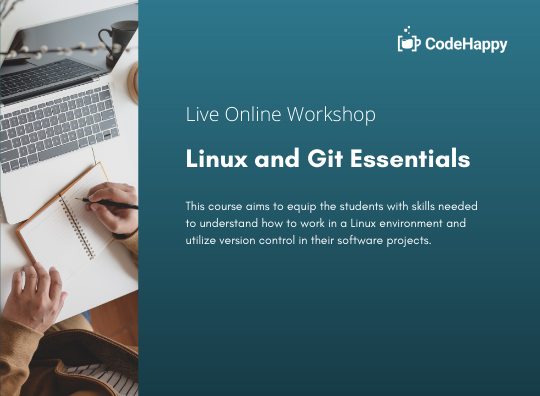 CodeHappy
Live Online Workshop
Linux and Git Essentials
This course aims to equip the students with skills needed
to understand how to work in a Linux environment and
utilize version control in their software projects.